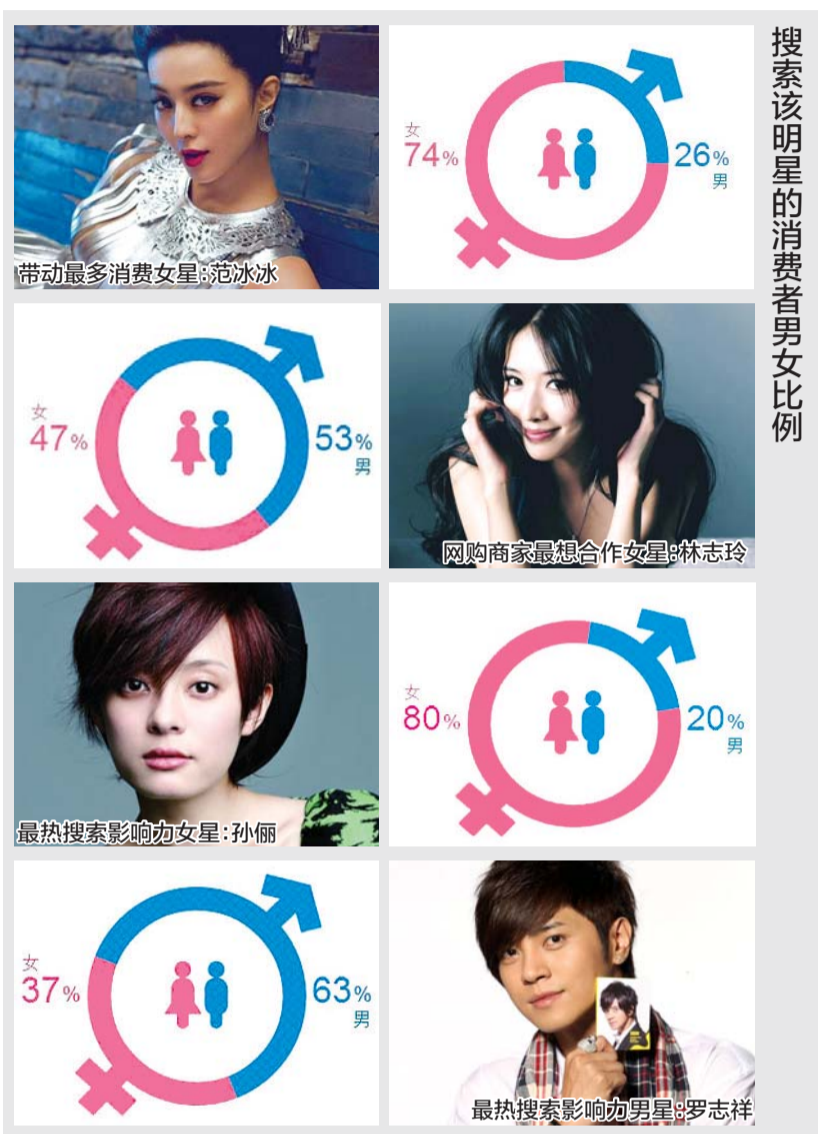 搜索该明星的消费者男女比例
带动最多消费女星:范冰冰
女
74%
26%
男
女
47%
53%
男
网购商家最想合作女星:林志玲
最热搜索影响力女星:孙俪
女
80%
20%
男
女
37%
63%
男
最热搜索影响力男星:罗志祥